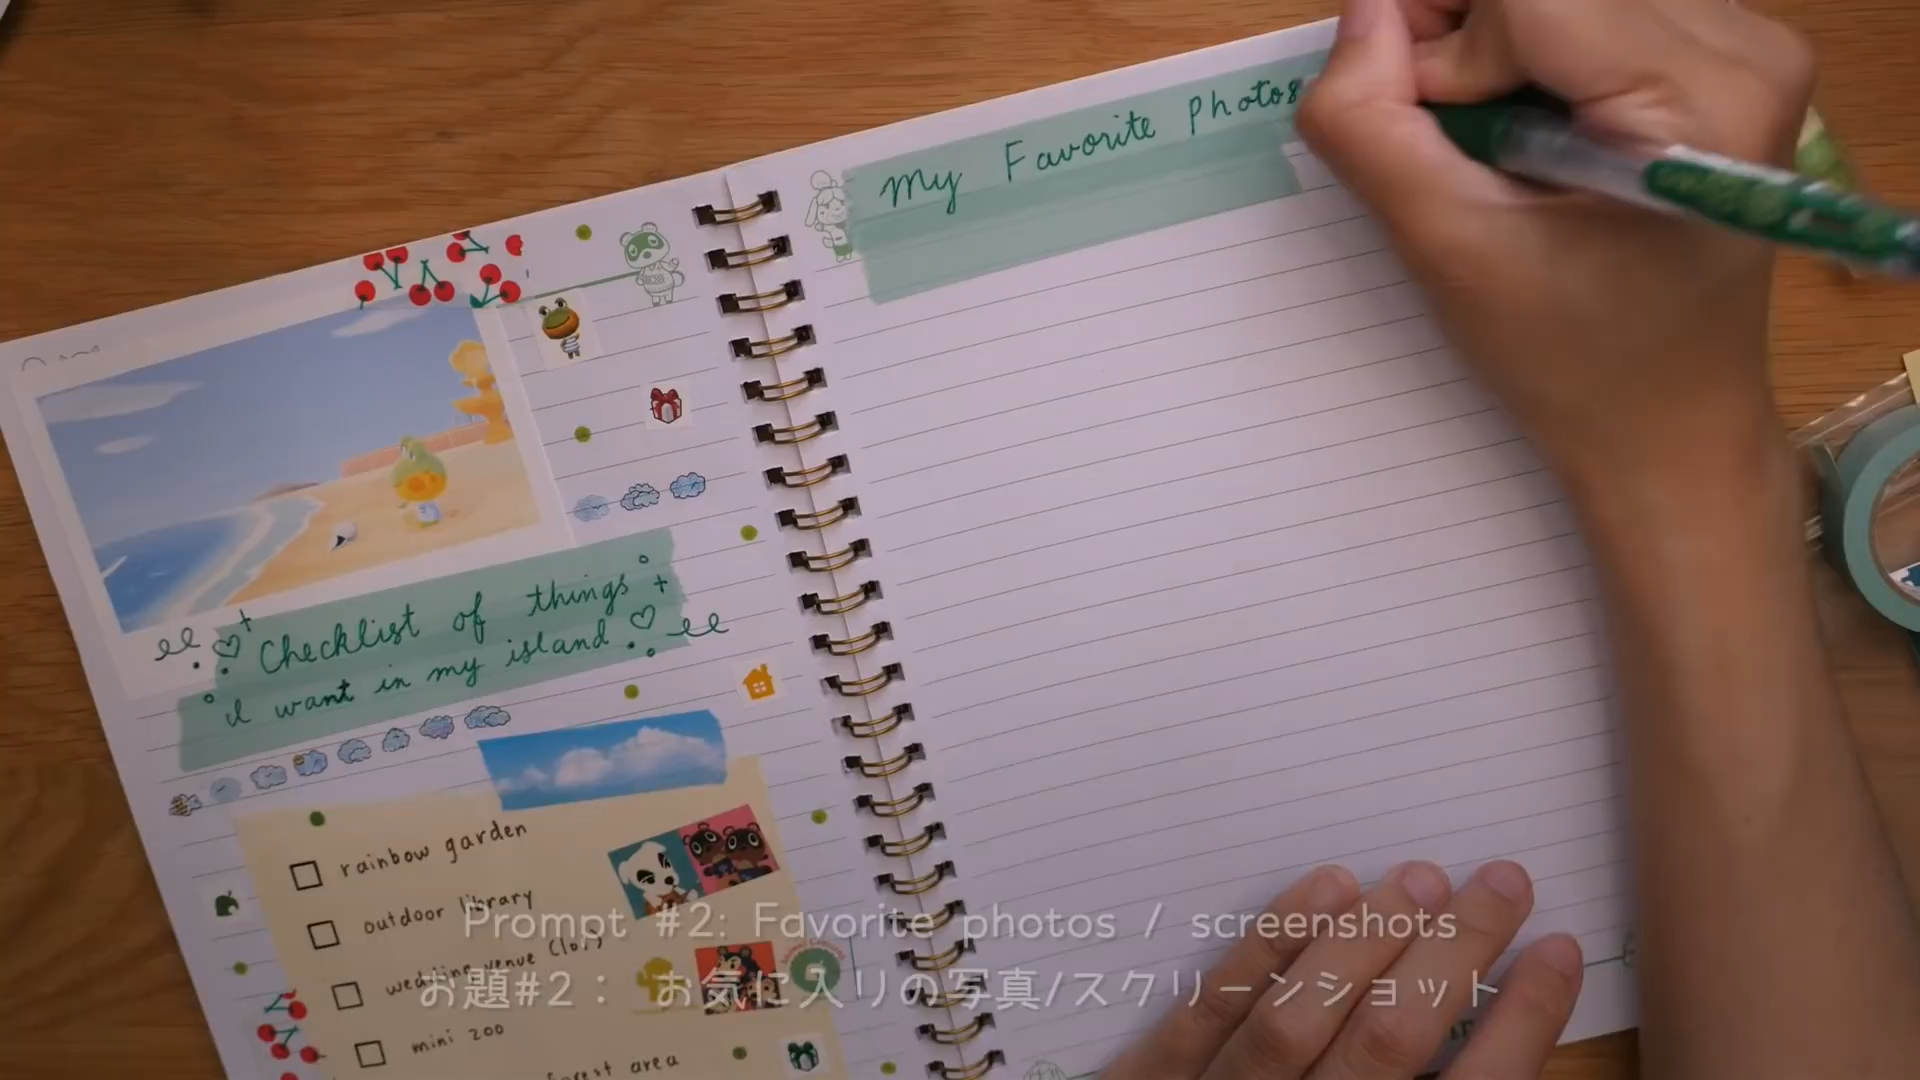 Checklist of things
I want in my island
rainbow garden
outdoor library
wedding venue (lol)
mini zoo
forest area
My Favorite Photos
Prompt #2: Favorite photos / screenshots
お題#2： お気に入りの写真/スクリーンショット